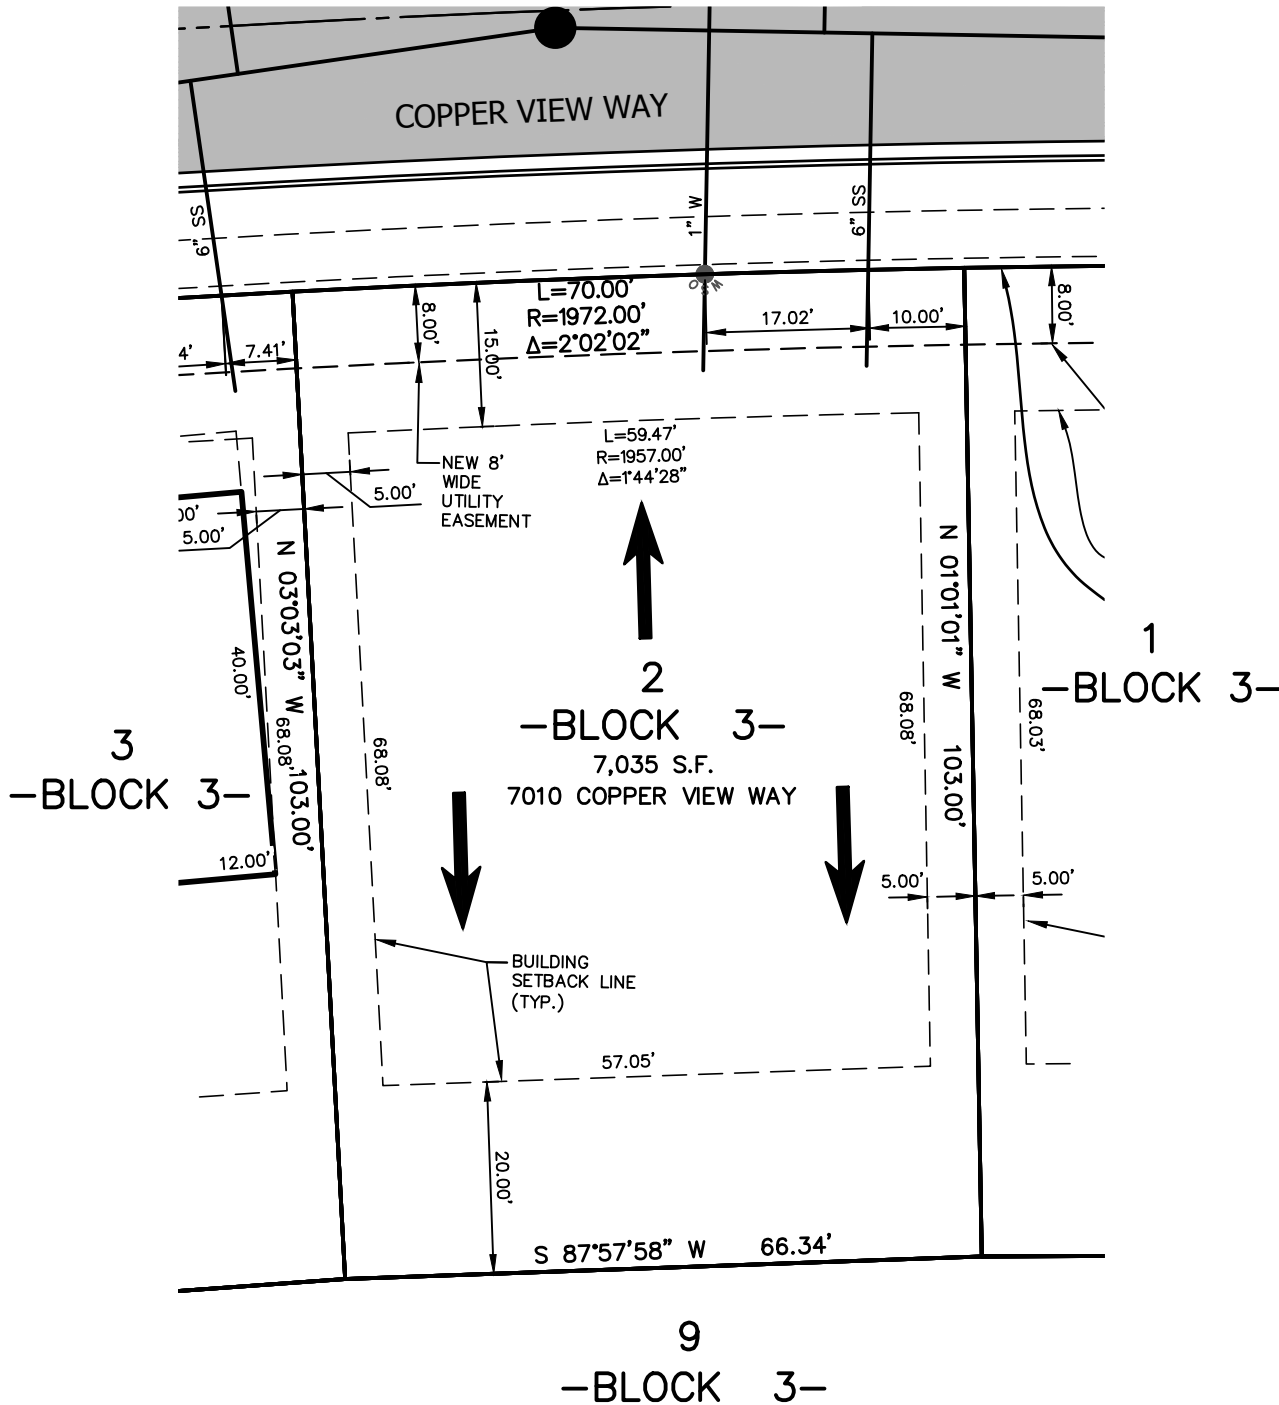 COPPER VIEW WAY
SS 6"
W 1"
SS 6"
WSO
L=70.00'
R=1972.00'
Δ=2°02'02"
8.00'
15.00'
17.02'
10.00'
8.00'
4'
7.41'
L=59.47'
R=1957.00'
Δ=1°44'28"
NEW 8'
WIDE
UTILITY
EASEMENT
5.00'
00'
5.00'
N 03°03'03" W 103.00'
N 01°01'01" W 103.00'
40.00'
68.08'
68.08'
68.08'
68.03'
1
-BLOCK 3-
2
-BLOCK 3-
7,035 S.F.
7010 COPPER VIEW WAY
3
-BLOCK 3-
12.00'
5.00'
5.00'
BUILDING
SETBACK LINE
(TYP.)
57.05'
20.00'
S 87°57'58" W 66.34'
9
-BLOCK 3-